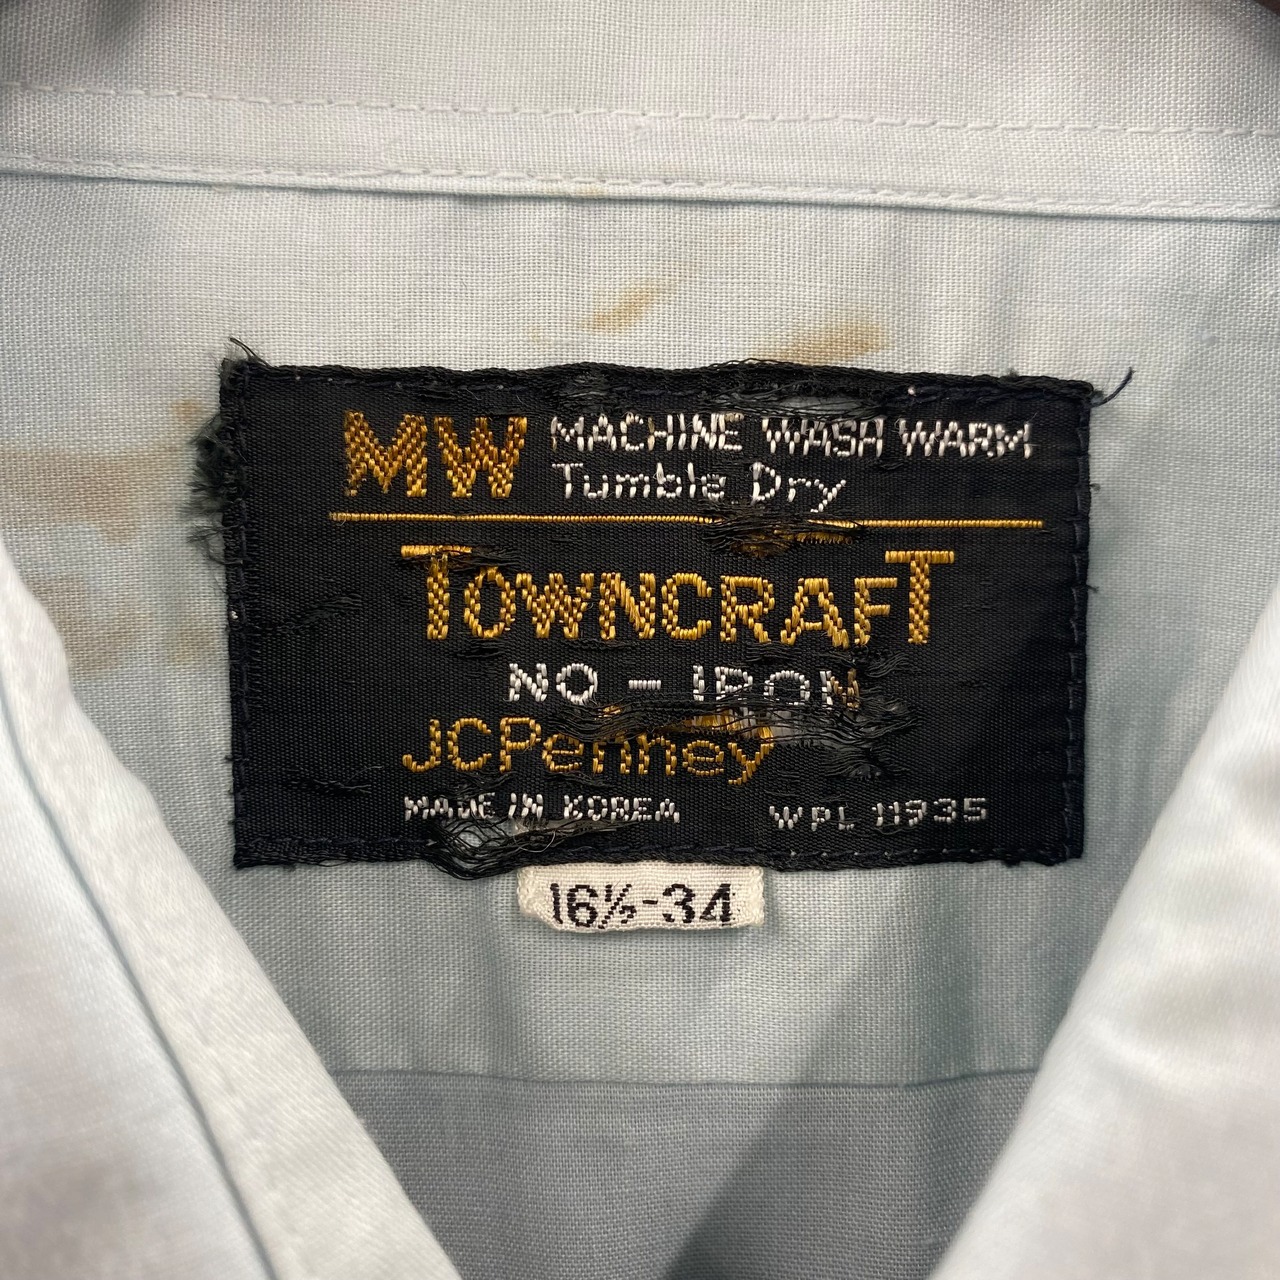 MW MACHINE WASH WARM
Tumble Dry
TOWNCRAFT
NO - IRON
JCPenney
MADE IN KOREA WPL 11935
16½-34